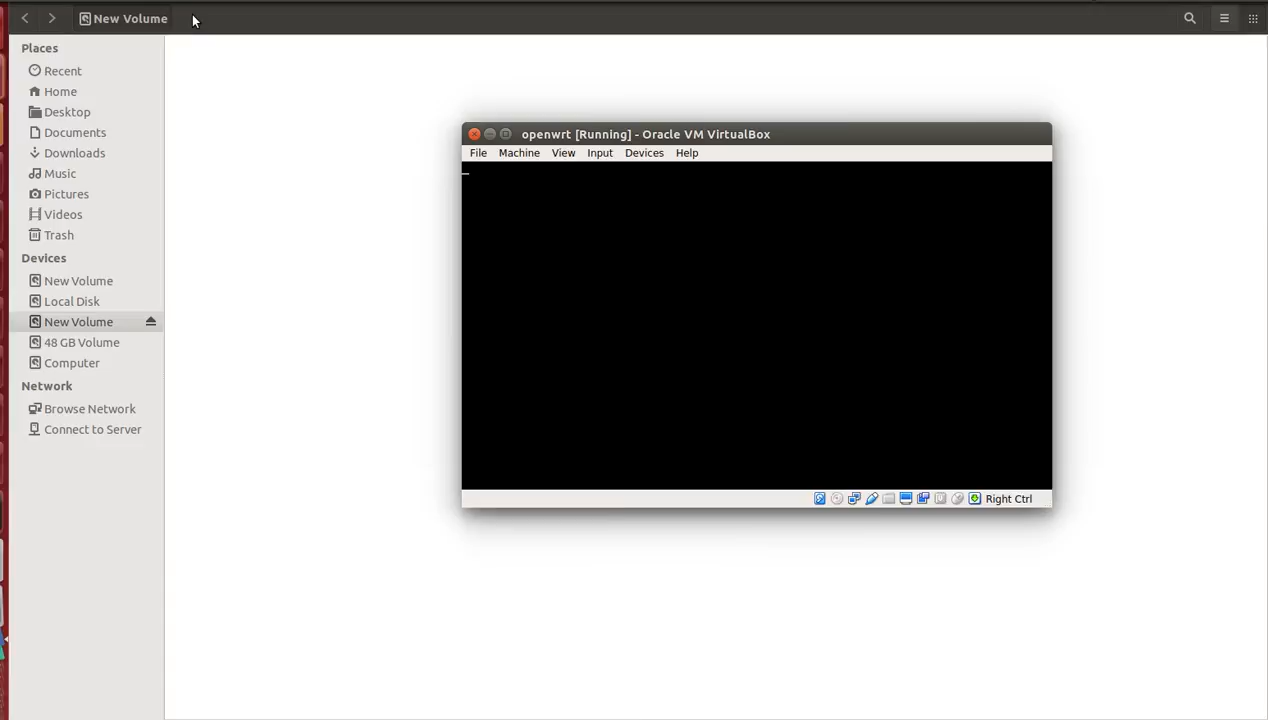 New Volume
Places
Recent
Home
Desktop
Documents
Downloads
Music
Pictures
Videos
Trash
Devices
New Volume
Local Disk
New Volume
48 GB Volume
Computer
Network
Browse Network
Connect to Server
openwrt [Running] - Oracle VM VirtualBox
File Machine View Input Devices Help
Right Ctrl